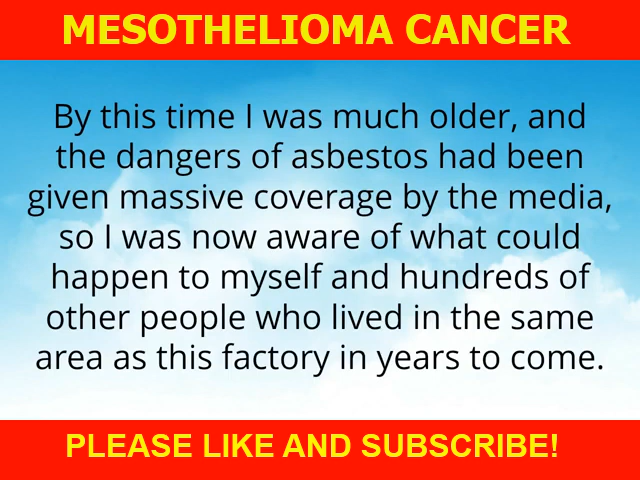 MESOTHELIOMA CANCER
By this time I was much older, and
the dangers of asbestos had been
given massive coverage by the media,
so I was now aware of what could
happen to myself and hundreds of
other people who lived in the same
area as this factory in years to come.
PLEASE LIKE AND SUBSCRIBE!